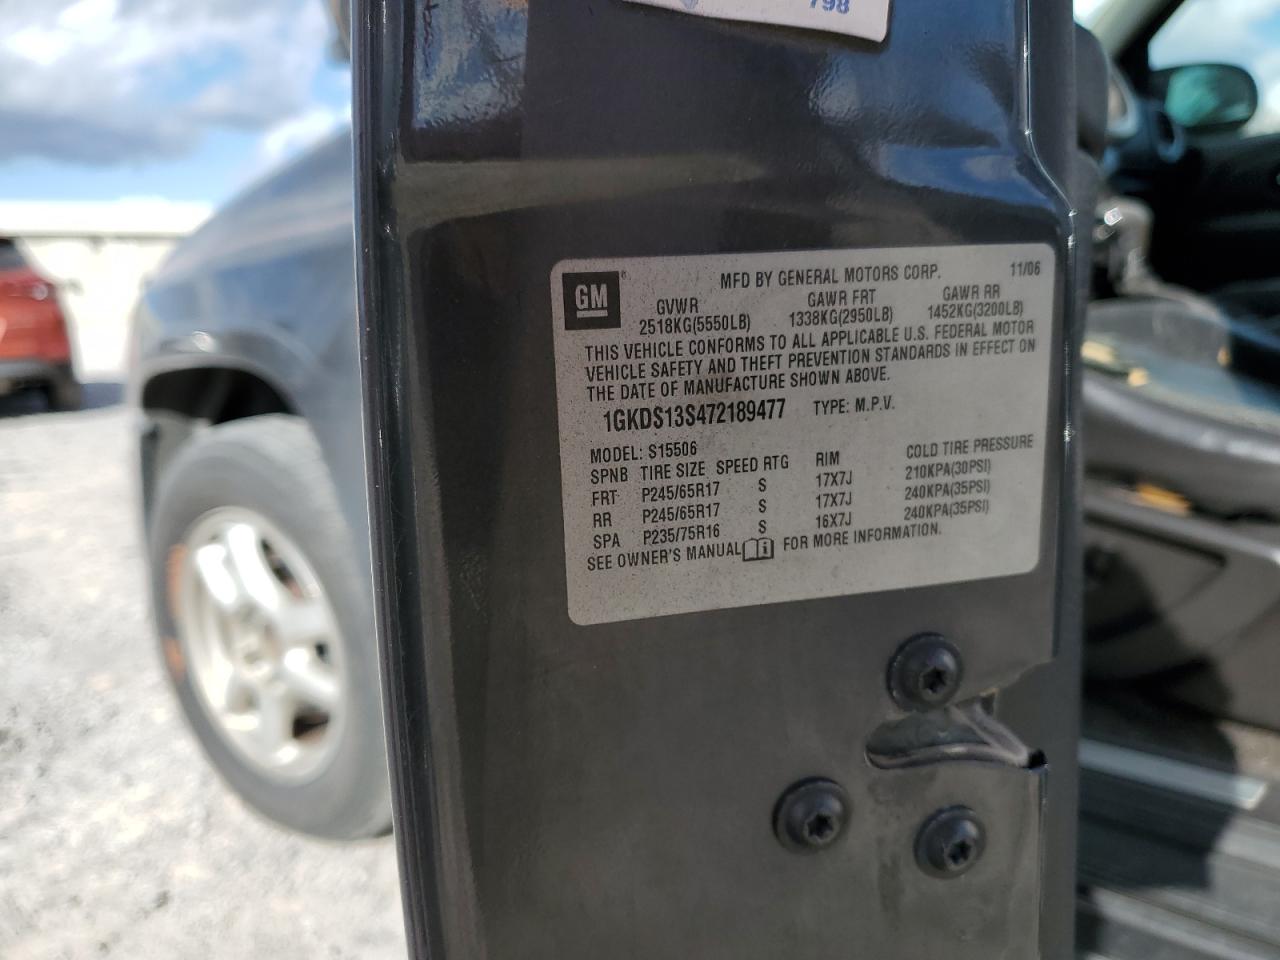 798
GM
MFD BY GENERAL MOTORS CORP. 11/06
GVWR GAWR FRT GAWR RR
2518KG(5550LB) 1338KG(2950LB) 1452KG(3200LB)
THIS VEHICLE CONFORMS TO ALL APPLICABLE U.S. FEDERAL MOTOR
VEHICLE SAFETY AND THEFT PREVENTION STANDARDS IN EFFECT ON
THE DATE OF MANUFACTURE SHOWN ABOVE.
1GKDS13S472189477 TYPE: M.P.V.
MODEL: S15506
SPNB TIRE SIZE SPEED RTG RIM COLD TIRE PRESSURE
FRT P245/65R17 S 17X7J 210KPA(30PSI)
RR P245/65R17 S 17X7J 240KPA(35PSI)
SPA P235/75R16 S 16X7J 240KPA(35PSI)
SEE OWNER'S MANUAL FOR MORE INFORMATION.